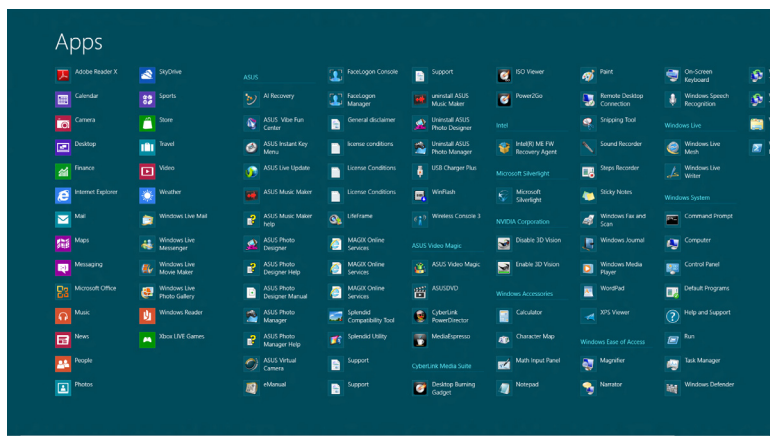 Apps
Adobe Reader X
Calendar
Camera
Desktop
Finance
Internet Explorer
Mail
Maps
Messaging
Microsoft Office
Music
News
People
Photos
SkyDrive
Sports
Store
Travel
Video
Weather
Windows Live Mail
Windows Live
Messenger
Windows Live
Movie Maker
Windows Live
Photo Gallery
Windows Reader
Xbox LIVE Games
ASUS
AI Recovery
ASUS Vibe Fun
Center
ASUS Instant Key
Menu
ASUS Live Update
ASUS Music Maker
ASUS Music Maker
help
ASUS Photo
Designer
ASUS Photo
Designer Help
ASUS Photo
Designer Manual
ASUS Photo
Manager
ASUS Photo
Manager Help
ASUS Virtual
Camera
eManual
FaceLogon Console
FaceLogon
Manager
General disclaimer
license conditions
License Conditions
License Conditions
LifeFrame
MAGIX Online
Services
MAGIX Online
Services
Splendid
Compatibility Tool
Splendid Utility
Support
Support
Support
uninstall ASUS
Music Maker
Uninstall ASUS
Photo Designer
Uninstall ASUS
Photo Manager
USB Charger Plus
WinFlash
Wireless Console 3
ASUS Video Magic
ASUS Video Magic
ASUSDVD
CyberLink
PowerDirector
MediaEspresso
CyberLink Media Suite
Desktop Burning
Gadget
ISO Viewer
Power2Go
Intel
Intel(R) ME FW
Recovery Agent
Microsoft Silverlight
Microsoft
Silverlight
NVIDIA Corporation
Disable 3D Vision
Enable 3D Vision
Windows Accessories
Calculator
Character Map
Math Input Panel
Notepad
Paint
Remote Desktop
Connection
Snipping Tool
Sound Recorder
Steps Recorder
Sticky Notes
Windows Fax and
Scan
Windows Journal
Windows Media
Player
WordPad
XPS Viewer
Windows Ease of Access
Magnifier
Narrator
On-Screen
Keyboard
Windows Speech
Recognition
Windows Live
Windows Live
Mesh
Windows Live
Writer
Windows System
Command Prompt
Computer
Control Panel
Default Programs
Help and Support
Run
Task Manager
Windows Defender